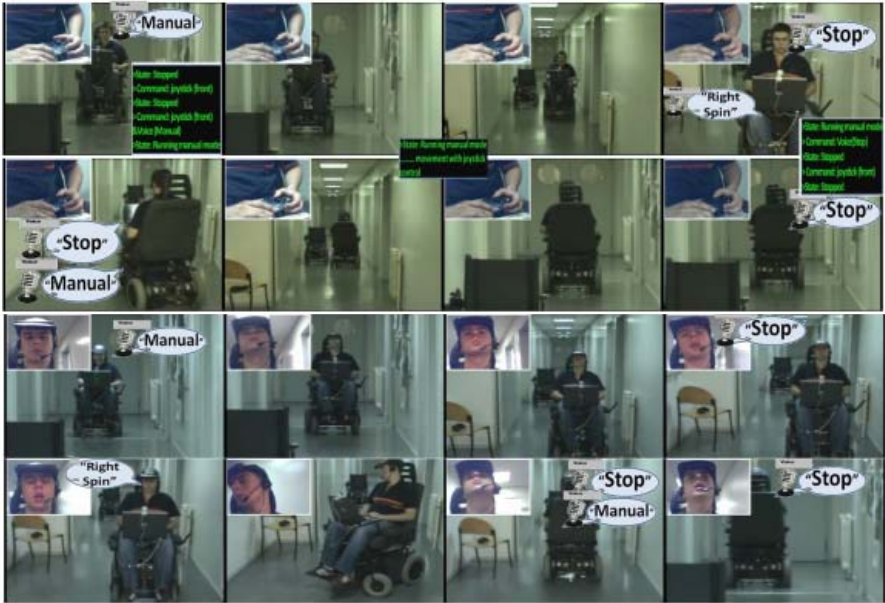 "Manual"
>State: Stopped
>Command: joystick (front)
>State: Stopped
>Command: joystick (front)
&Voice (Manual)
>State: Running manual mode
"Stop"
"Right
Spin"
>State: Running manual mode
...... movement with joystick
control
>State: Running manual mode
>Command: Voice(Stop)
>State: Stopped
>Command: joystick (front)
>State: Stopped
"Stop"
"Manual"
"Stop"
"Manual"
"Stop"
"Right
– Spin"
"Stop"
"Manual"
"Stop"